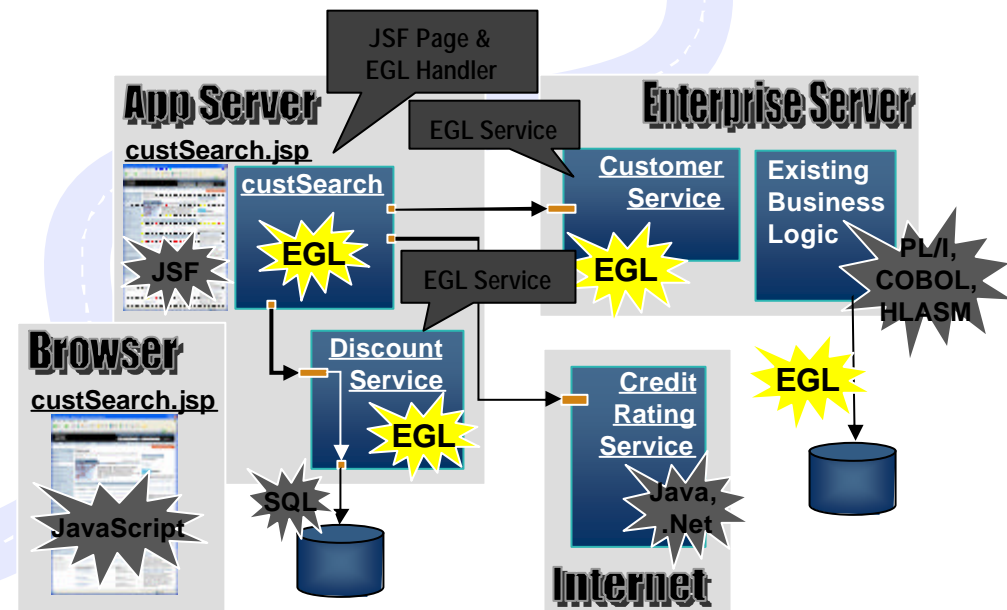 JSF Page &
EGL Handler
App Server
Enterprise Server
EGL Service
custSearch.jsp
custSearch
Customer
Service
Existing
Business
Logic
JSF
EGL
EGL
PL/I,
COBOL,
HLASM
EGL Service
Browser
custSearch.jsp
Discount
Service
EGL
Credit
Rating
Service
EGL
JavaScript
SQL
Java,
.Net
Internet